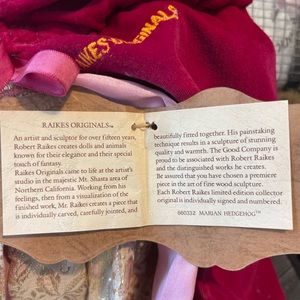 RAIKES ORIGINALS
RAIKES ORIGINALS™
An artist and sculptor for over fifteen years,
Robert Raikes creates dolls and animals
known for their elegance and their special
touch of fantasy.
Raikes Originals came to life at the artist's
studio in the majestic Mt. Shasta area of
Northern California. Working from his
feelings, then from a visualization of the
finished work, Mr. Raikes creates a piece that
is individually carved, carefully jointed, and
beautifully fitted together. His painstaking
technique results in a sculpture of stunning
quality and warmth. The Good Company is
proud to be associated with Robert Raikes
and the distinguished works he creates.
Be assured that you have chosen a premiere
piece in the art of fine wood sculpture.
Each Robert Raikes limited edition collector
original is individually signed and numbered.
660332 MARIAN HEDGEHOG™